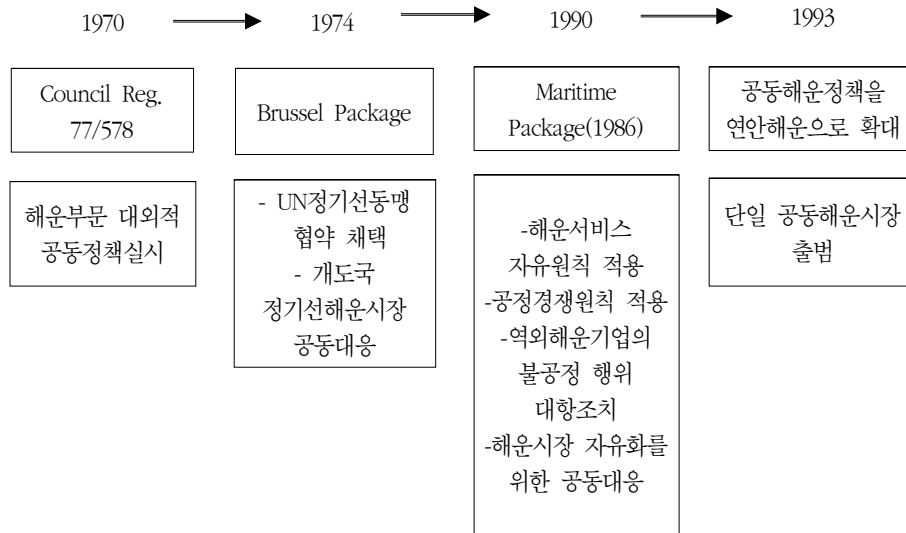 1970
1974
1990
1993
Council Reg.
77/578
Brussel Package
Maritime
Package(1986)
공동해운정책을
연안해운으로 확대
해운부문 대외적
공동정책실시
- UN정기선동맹
협약 채택
- 개도국
정기선해운시장
공동대응
-해운서비스
자유원칙 적용
-공정경쟁원칙 적용
-역외해운기업의
불공정 행위
대항조치
-해운시장 자유화를
위한 공동대응
단일 공동해운시장
출범